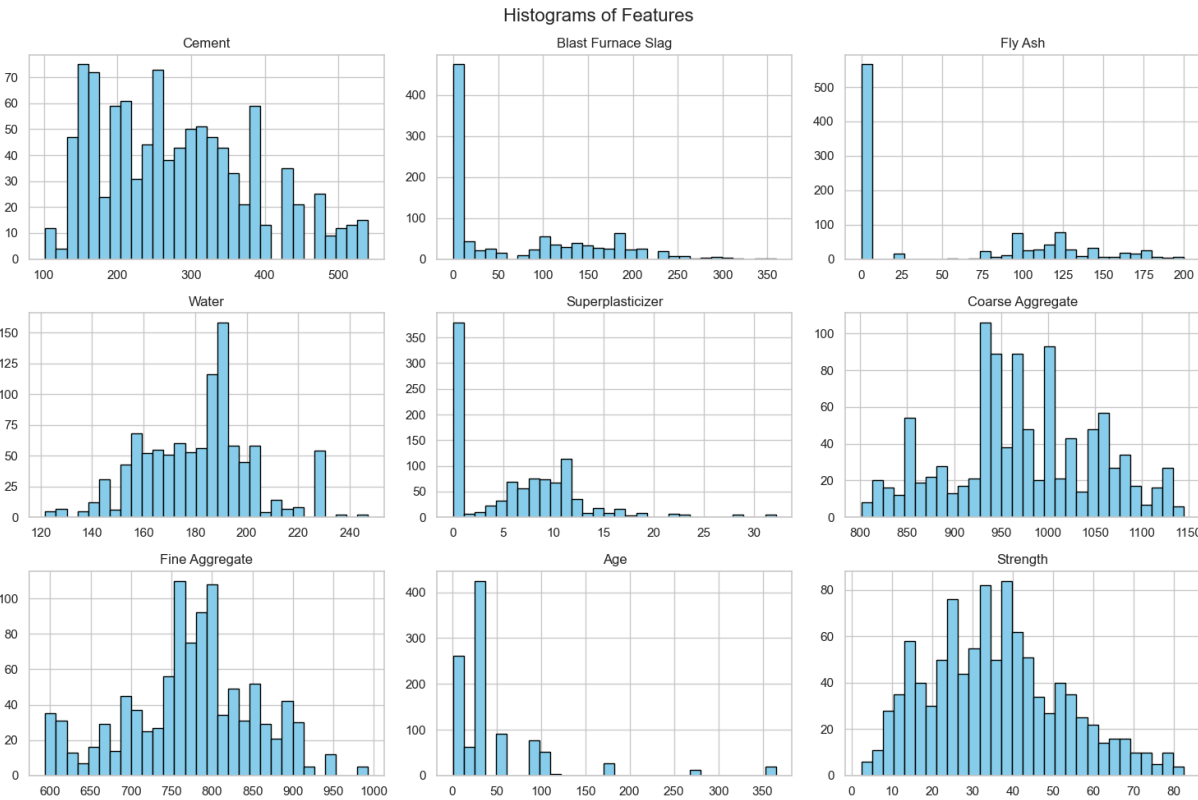 Histograms of Features
Cement
Blast Furnace Slag
Fly Ash
70
60
50
40
30
20
10
0
100 200 300 400 500
400
300
200
100
0
0 50 100 150 200 250 300 350
500
400
300
200
100
0
0 25 50 75 100 125 150 175 200
Water
Superplasticizer
Coarse Aggregate
150
125
100
75
50
25
0
120 140 160 180 200 220 240
350
300
250
200
150
100
50
0
0 5 10 15 20 25 30
100
80
60
40
20
0
800 850 900 950 1000 1050 1100 1150
Fine Aggregate
Age
Strength
100
80
60
40
20
0
600 650 700 750 800 850 900 950 1000
400
300
200
100
0
0 50 100 150 200 250 300 350
80
60
40
20
0
0 10 20 30 40 50 60 70 80